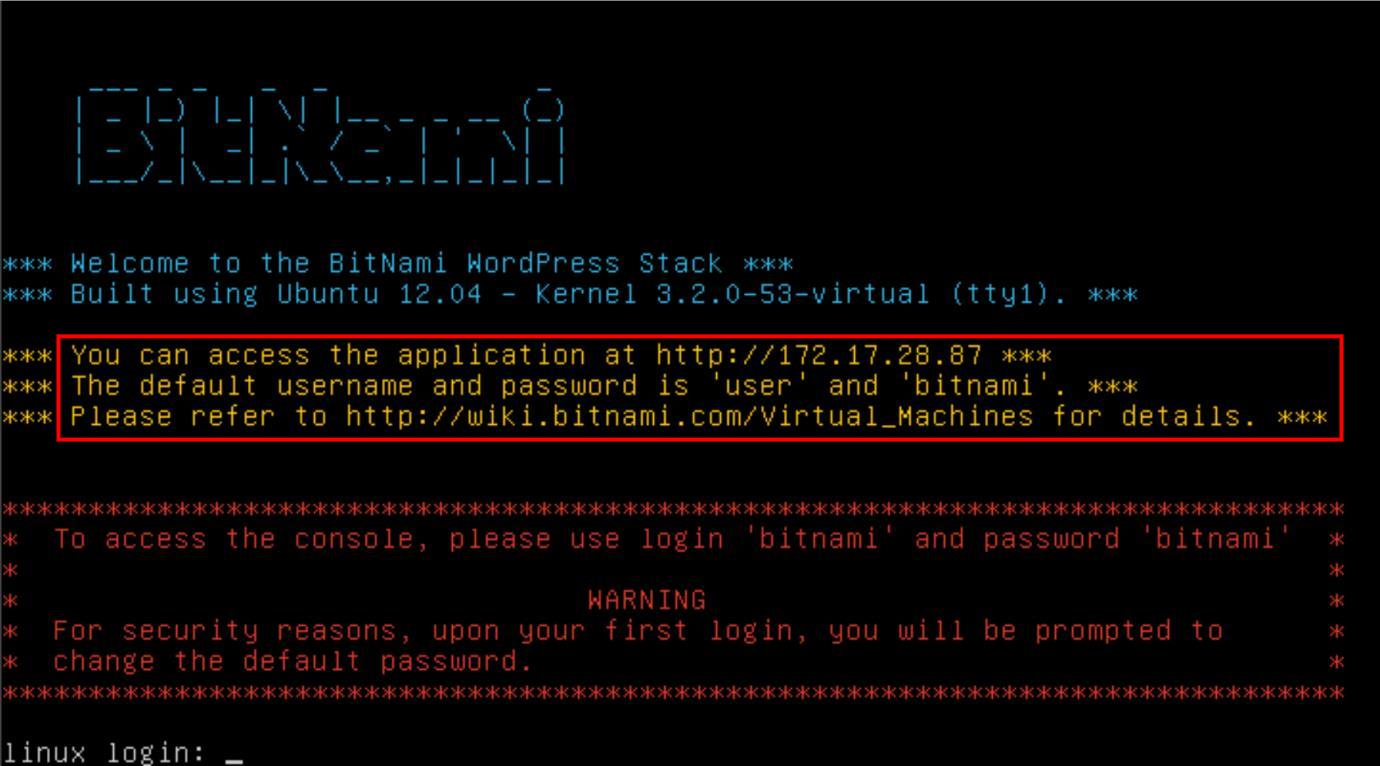 BitNami
*** Welcome to the BitNami WordPress Stack ***
*** Built using Ubuntu 12.04 - Kernel 3.2.0-53-virtual (tty1). ***
*** You can access the application at http://172.17.28.87 ***
*** The default username and password is 'user' and 'bitnami'. ***
*** Please refer to http://wiki.bitnami.com/Virtual_Machines for details. ***
******************************************************************************
* To access the console, please use login 'bitnami' and password 'bitnami' *
* *
* WARNING *
* For security reasons, upon your first login, you will be prompted to *
* change the default password. *
******************************************************************************
linux login: _